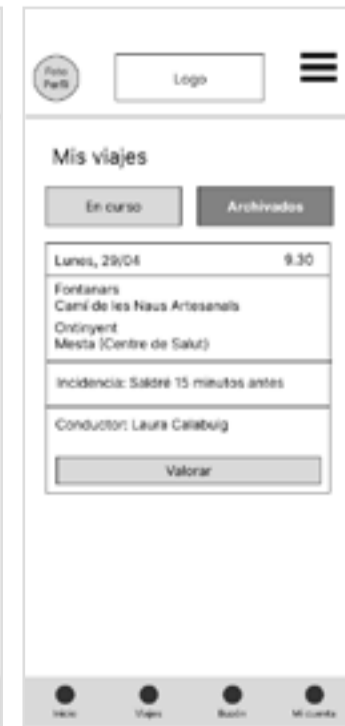 Foto
Perfil
Logo
Mis viajes
En curso
Archivados
Lunes, 29/04
9.30
Fontanars
Camí de les Naus Artesanals
Ontinyent
Mesta (Centre de Salut)
Incidencia: Saldré 15 minutos antes
Conductor: Laura Calabuig
Valorar
Inicio
Viajes
Buzón
Mi cuenta